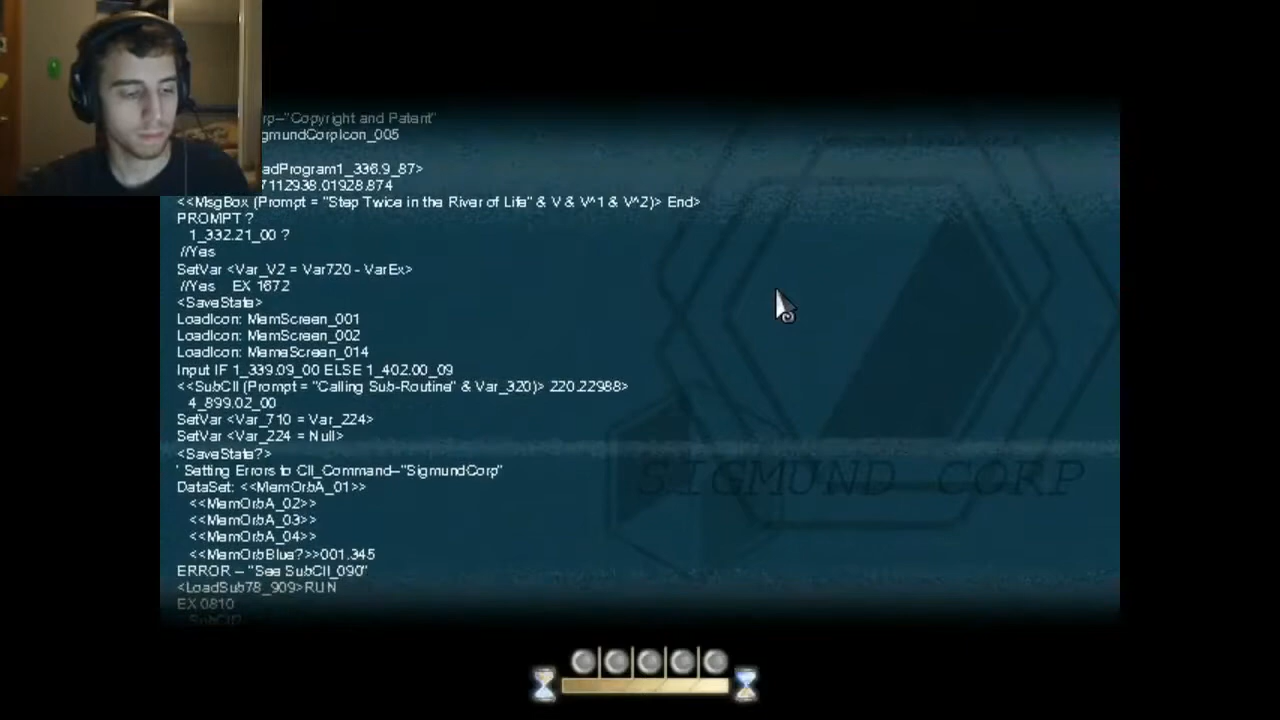 rp--"Copyright and Patent"
gmundCorpIcon_005
adProgram1_336.9_87>
7112938.01928.874
<<MsgBox (Prompt = "Step Twice in the River of Life" & V & V^1 & V^2)> End>
PROMPT ?
1_332.21_00 ?
//Yes
SetVar <Var_V2 = Var720 - VarEx>
//Yes EX 1672
<SaveState>
LoadIcon: MemScreen_001
LoadIcon: MemScreen_002
LoadIcon: MemeScreen_014
Input IF 1_339.09_00 ELSE 1_402.00_09
<<SubCll (Prompt = "Calling Sub-Routine" & Var_320)> 220.22988>
4_899.02_00
SetVar <Var_710 = Var_224>
SetVar <Var_224 = Null>
<SaveState?>
' Setting Errors to Cll_Command--"SigmundCorp"
DataSet: <<MemOrbA_01>>
<<MemOrbA_02>>
<<MemOrbA_03>>
<<MemOrbA_04>>
<<MemOrbBlue?>>001.345
ERROR -- "See SubCll_090"
<LoadSub78_909>RUN
EX 0810
SIGMUND CORP